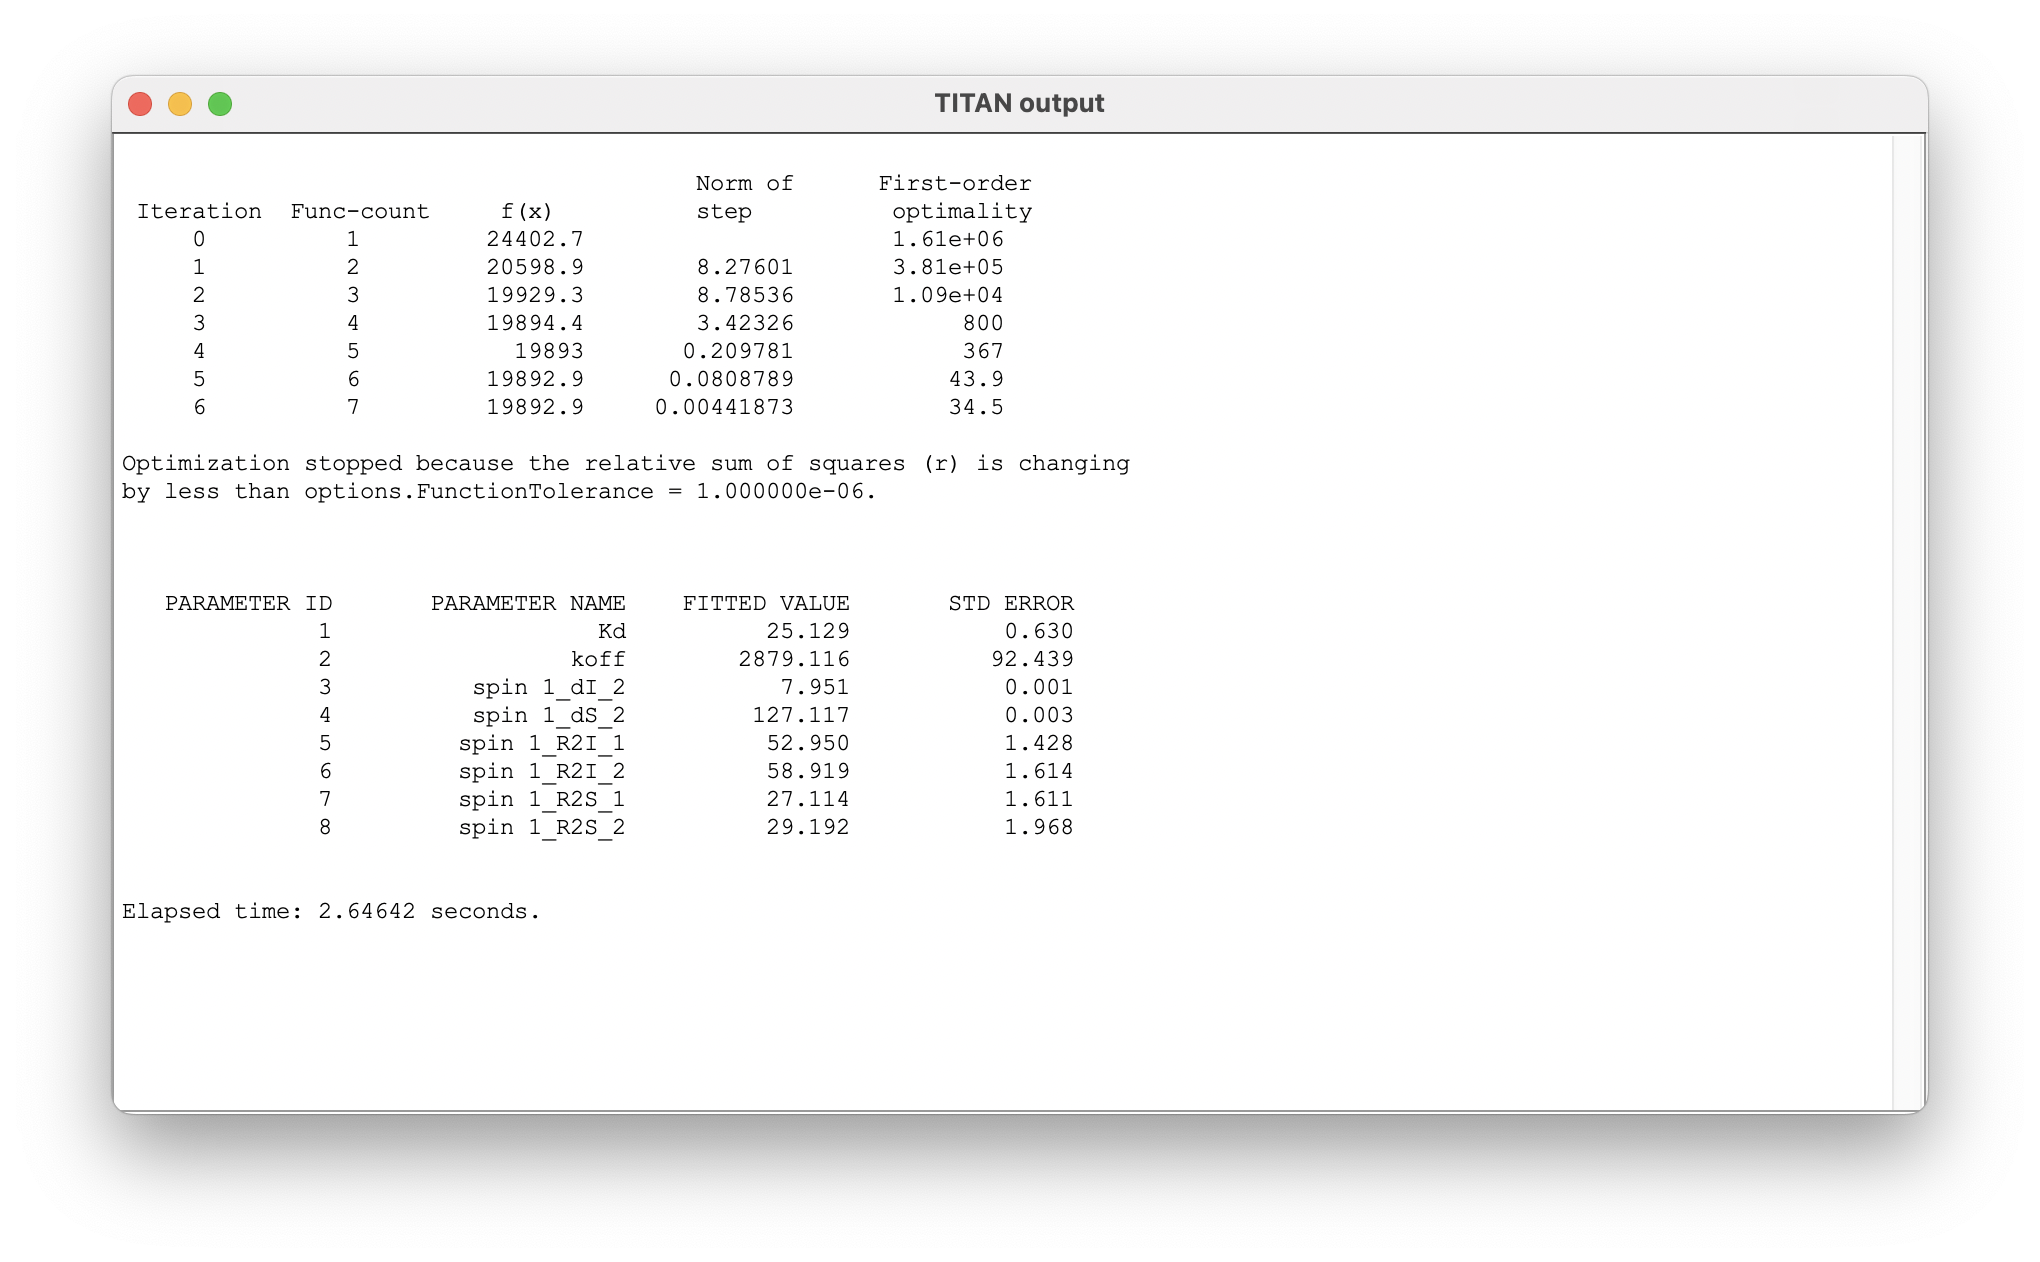 TITAN output
Norm of First-order
Iteration Func-count f(x) step optimality
0 1 24402.7 1.61e+06
1 2 20598.9 8.27601 3.81e+05
2 3 19929.3 8.78536 1.09e+04
3 4 19894.4 3.42326 800
4 5 19893 0.209781 367
5 6 19892.9 0.0808789 43.9
6 7 19892.9 0.00441873 34.5
Optimization stopped because the relative sum of squares (r) is changing
by less than options.FunctionTolerance = 1.000000e-06.
PARAMETER ID PARAMETER NAME FITTED VALUE STD ERROR
1 Kd 25.129 0.630
2 koff 2879.116 92.439
3 spin 1_dI_2 7.951 0.001
4 spin 1_dS_2 127.117 0.003
5 spin 1_R2I_1 52.950 1.428
6 spin 1_R2I_2 58.919 1.614
7 spin 1_R2S_1 27.114 1.611
8 spin 1_R2S_2 29.192 1.968
Elapsed time: 2.64642 seconds.